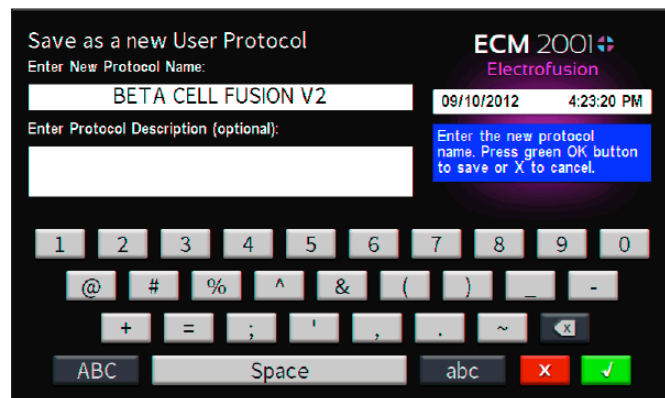 Save as a new User Protocol
Enter New Protocol Name:
BETA CELL FUSION V2
Enter Protocol Description (optional):
ECM 2001
Electrofusion
09/10/2012 4:23:20 PM
Enter the new protocol
name. Press green OK button
to save or X to cancel.
1 2 3 4 5 6 7 8 9 0
@ # % ^ & ( ) _ -
+ = ; ' , . ~ x
ABC Space abc X √